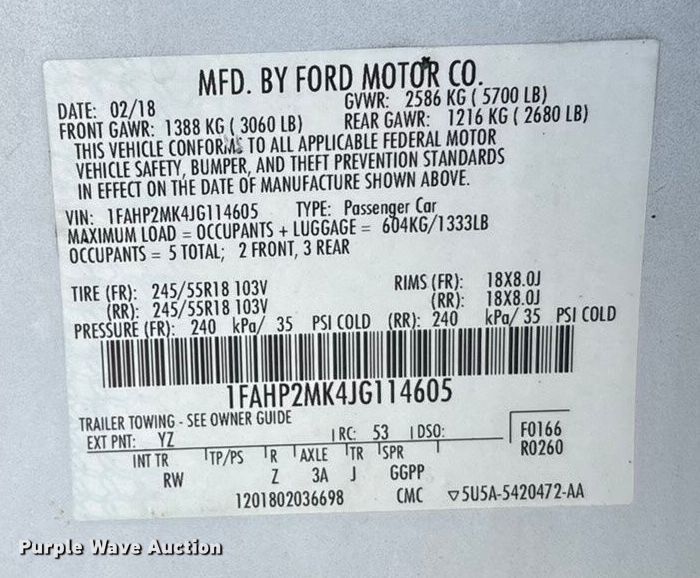 MFD. BY FORD MOTOR CO.
DATE: 02/18 GVWR: 2586 KG ( 5700 LB)
FRONT GAWR: 1388 KG ( 3060 LB) REAR GAWR: 1216 KG ( 2680 LB)
THIS VEHICLE CONFORMS TO ALL APPLICABLE FEDERAL MOTOR
VEHICLE SAFETY, BUMPER, AND THEFT PREVENTION STANDARDS
IN EFFECT ON THE DATE OF MANUFACTURE SHOWN ABOVE.
VIN: 1FAHP2MK4JG114605 TYPE: Passenger Car
MAXIMUM LOAD = OCCUPANTS + LUGGAGE = 604KG/1333LB
OCCUPANTS = 5 TOTAL; 2 FRONT, 3 REAR
TIRE (FR): 245/55R18 103V RIMS (FR): 18X8.0J
(RR): 245/55R18 103V (RR): 18X8.0J
PRESSURE (FR): 240 kPa/ 35 PSI COLD (RR): 240 kPa/ 35 PSI COLD
1FAHP2MK4JG114605
TRAILER TOWING - SEE OWNER GUIDE
EXT PNT: YZ RC: 53 DSO: F0166
R0260
INT TR TP/PS R AXLE TR SPR
RW Z 3A J GGPP
1201802036698 CMC ▽5U5A-5420472-AA
Purple Wave Auction